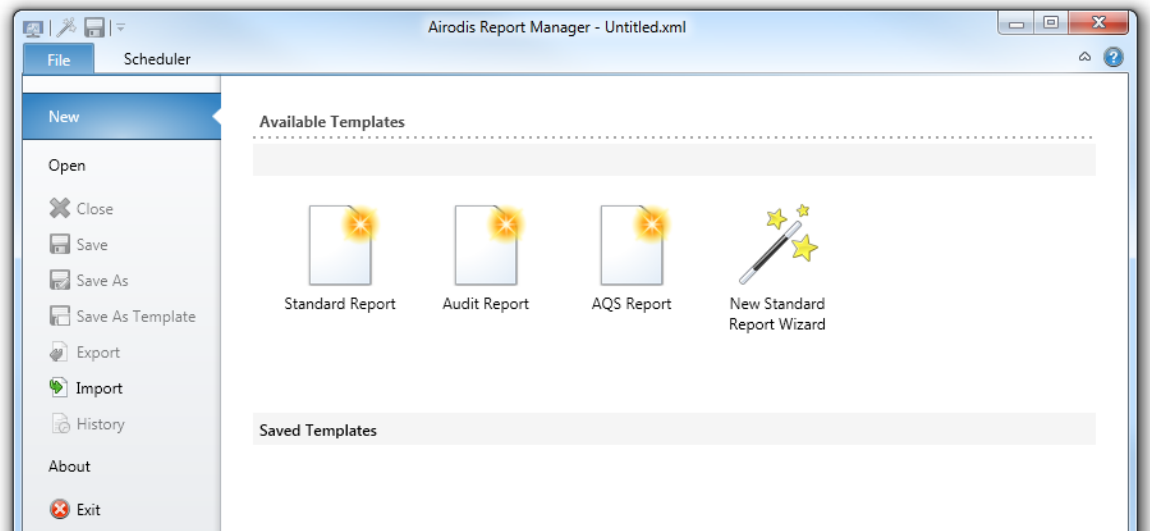 Airodis Report Manager - Untitled.xml
File
Scheduler
New
Open
Close
Save
Save As
Save As Template
Export
Import
History
About
Exit
Available Templates
Standard Report
Audit Report
AQS Report
New Standard
Report Wizard
Saved Templates